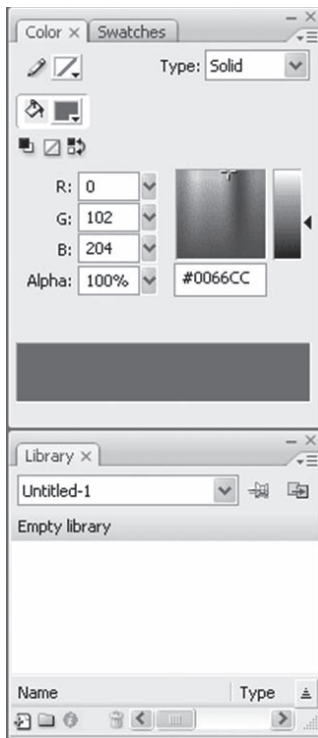 Color × Swatches
Type: Solid
R: 0
G: 102
B: 204
Alpha: 100% #0066CC
Library ×
Untitled-1
Empty library
Name Type